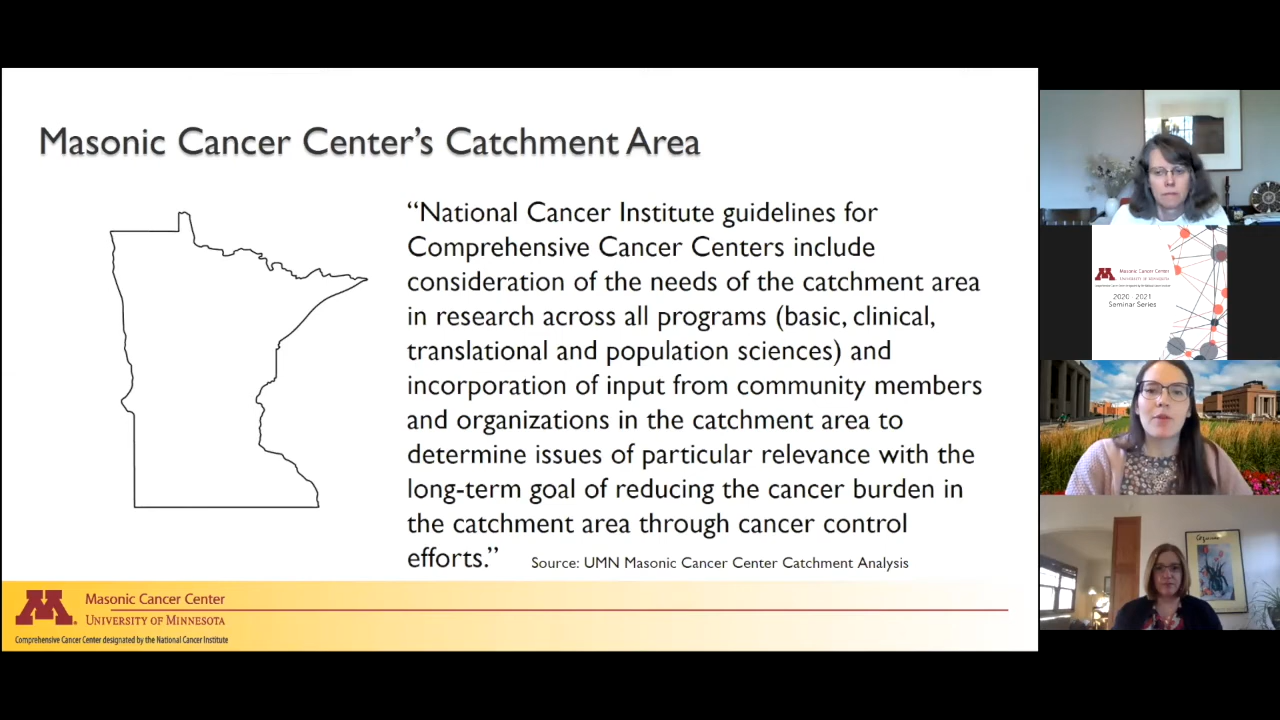 Masonic Cancer Center's Catchment Area
“National Cancer Institute guidelines for
Comprehensive Cancer Centers include
consideration of the needs of the catchment area
in research across all programs (basic, clinical,
translational and population sciences) and
incorporation of input from community members
and organizations in the catchment area to
determine issues of particular relevance with the
long-term goal of reducing the cancer burden in
the catchment area through cancer control
efforts.”
Source: UMN Masonic Cancer Center Catchment Analysis
M
Masonic Cancer Center
UNIVERSITY OF MINNESOTA
Comprehensive Cancer Center designated by the National Cancer Institute
M
Masonic Cancer Center
UNIVERSITY OF MINNESOTA
2020 - 2021
Seminar Series